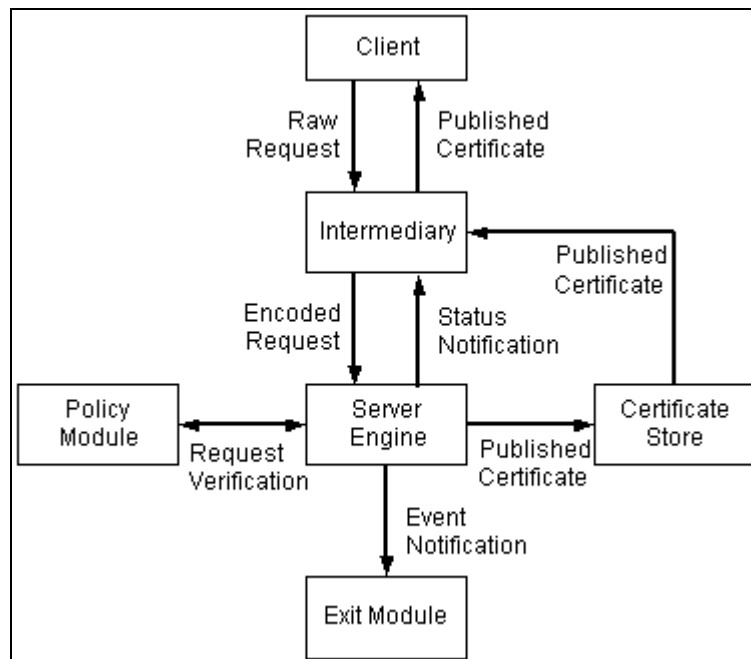 Client
Raw
Request
Published
Certificate
Intermediary
Published
Certificate
Encoded
Request
Status
Notification
Policy
Module
Server
Engine
Certificate
Store
Request
Verification
Published
Certificate
Event
Notification
Exit Module